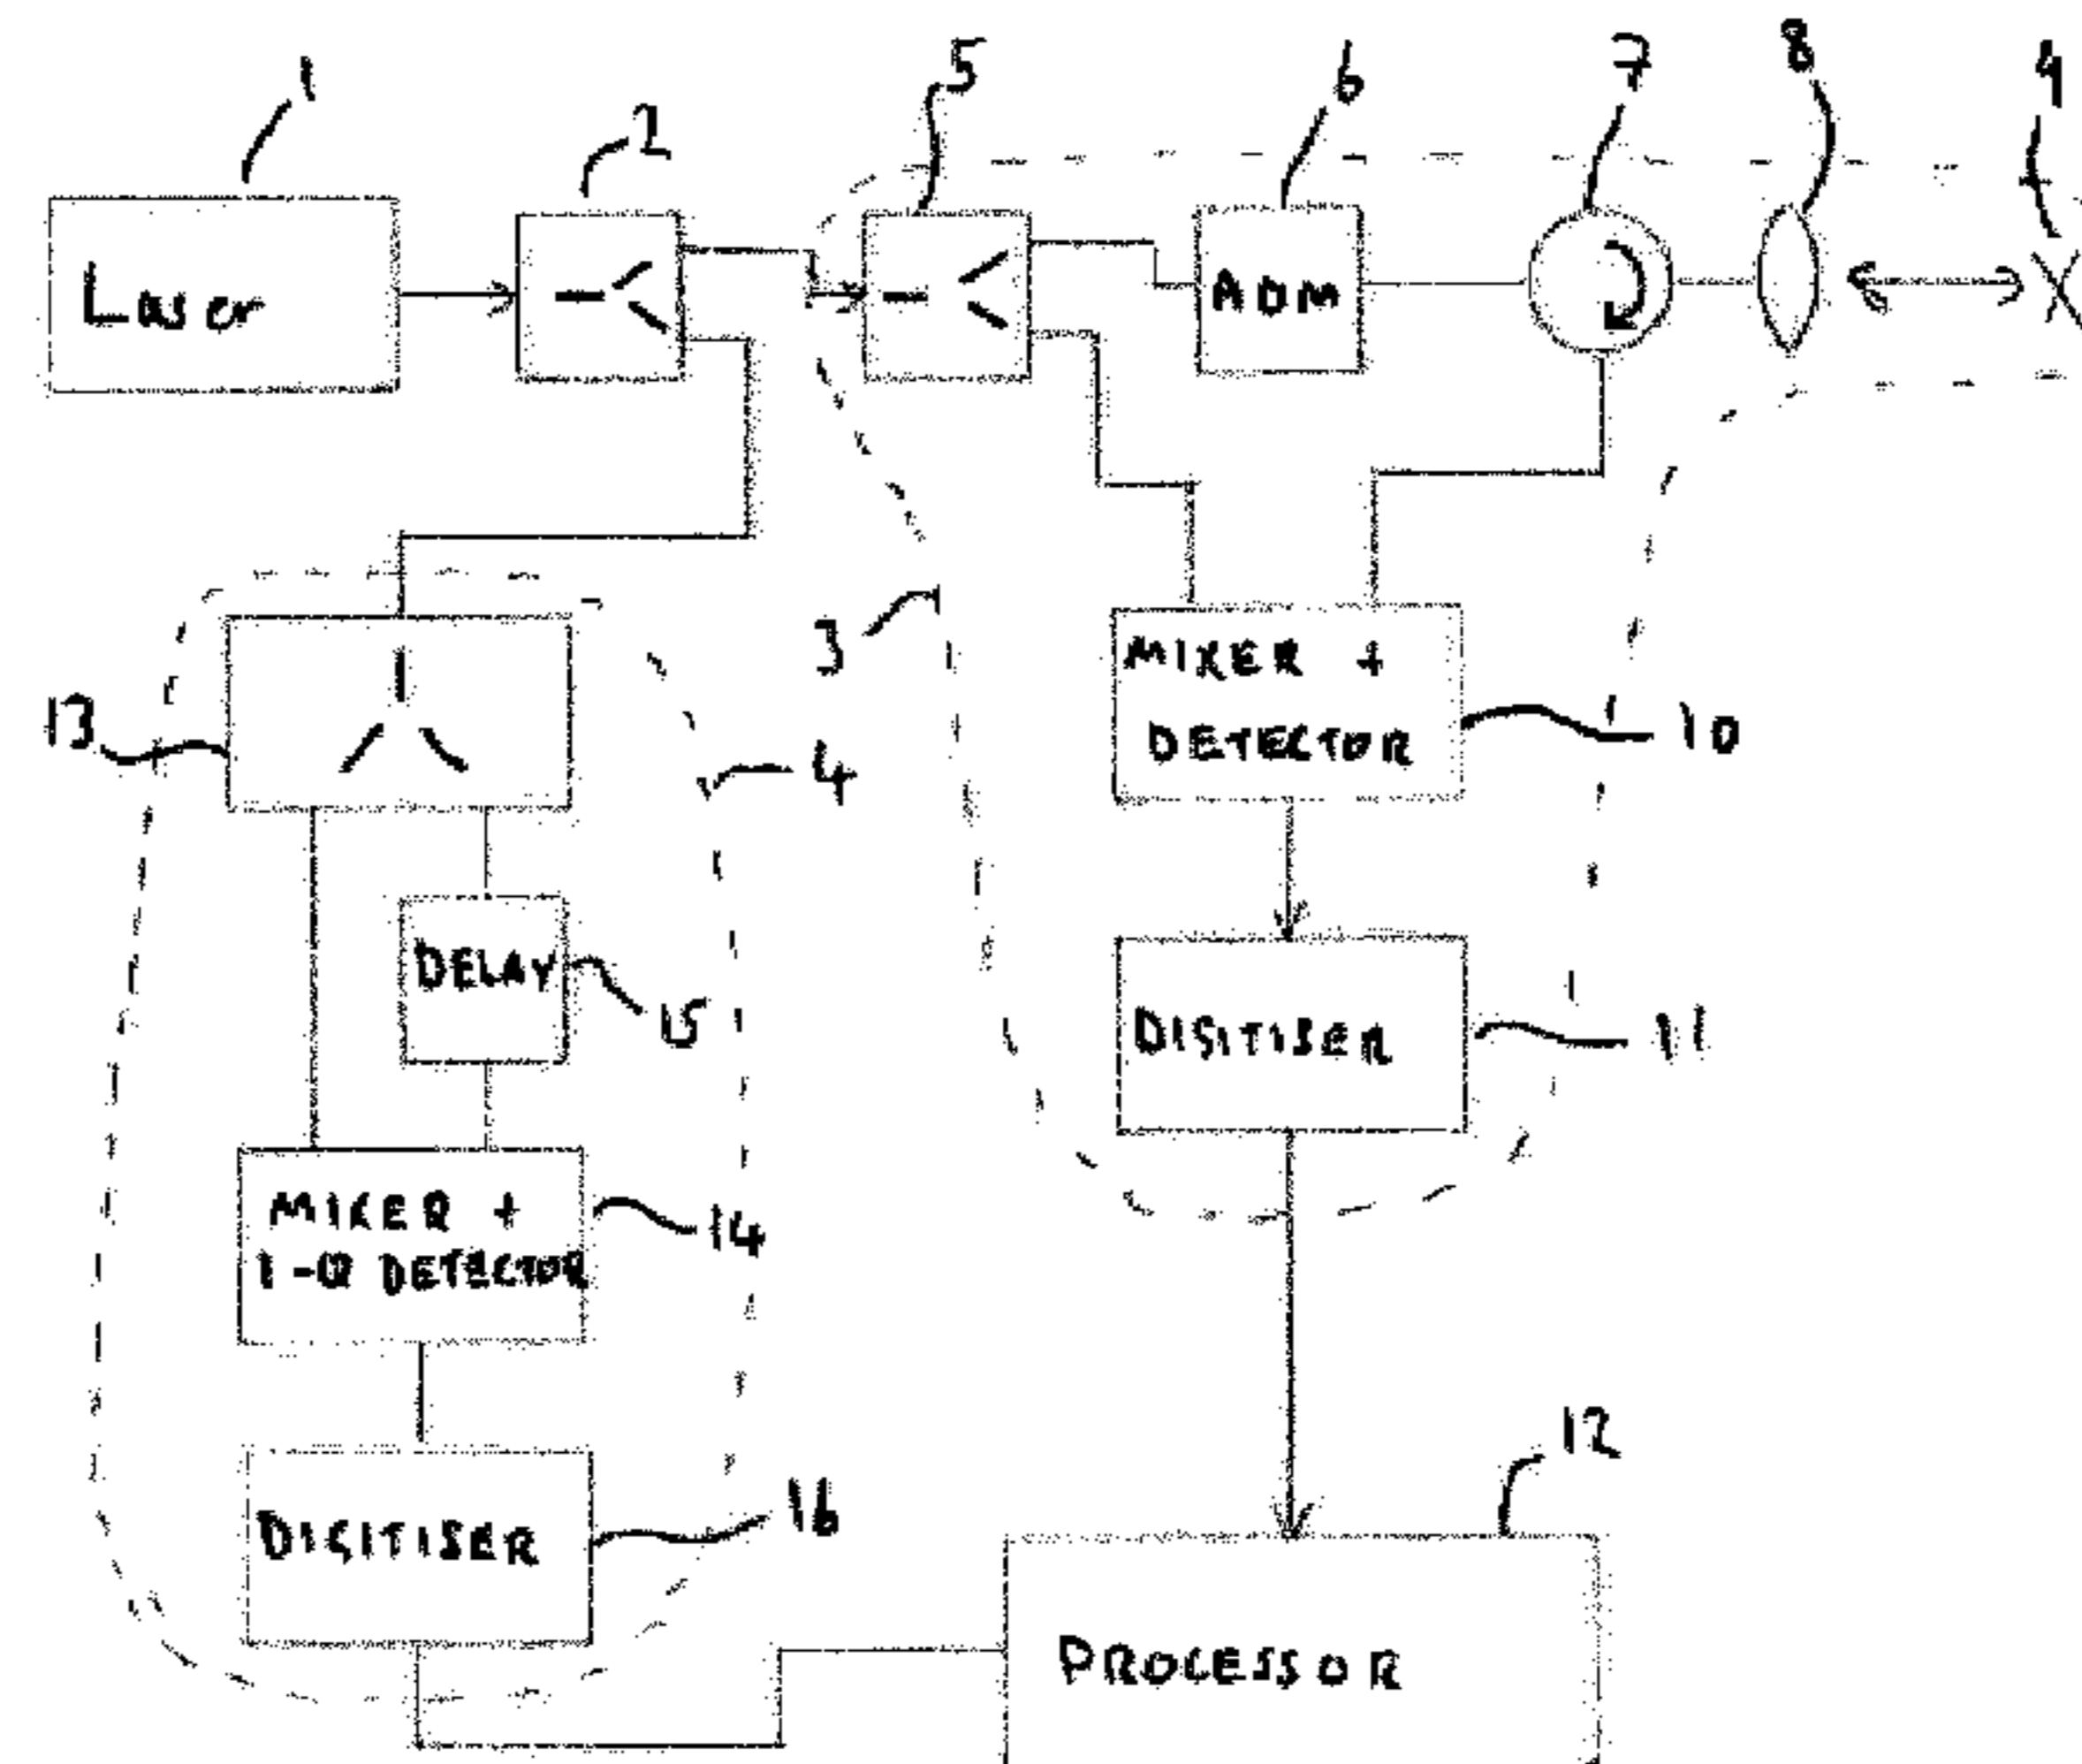 1
2
5
6
7
8
9
Laser
AOM
3
MIXER +
DETECTOR
10
13
4
DELAY
15
DIGITISER
11
MIXER +
I-Q DETECTOR
14
12
DIGITISER
16
PROCESSOR